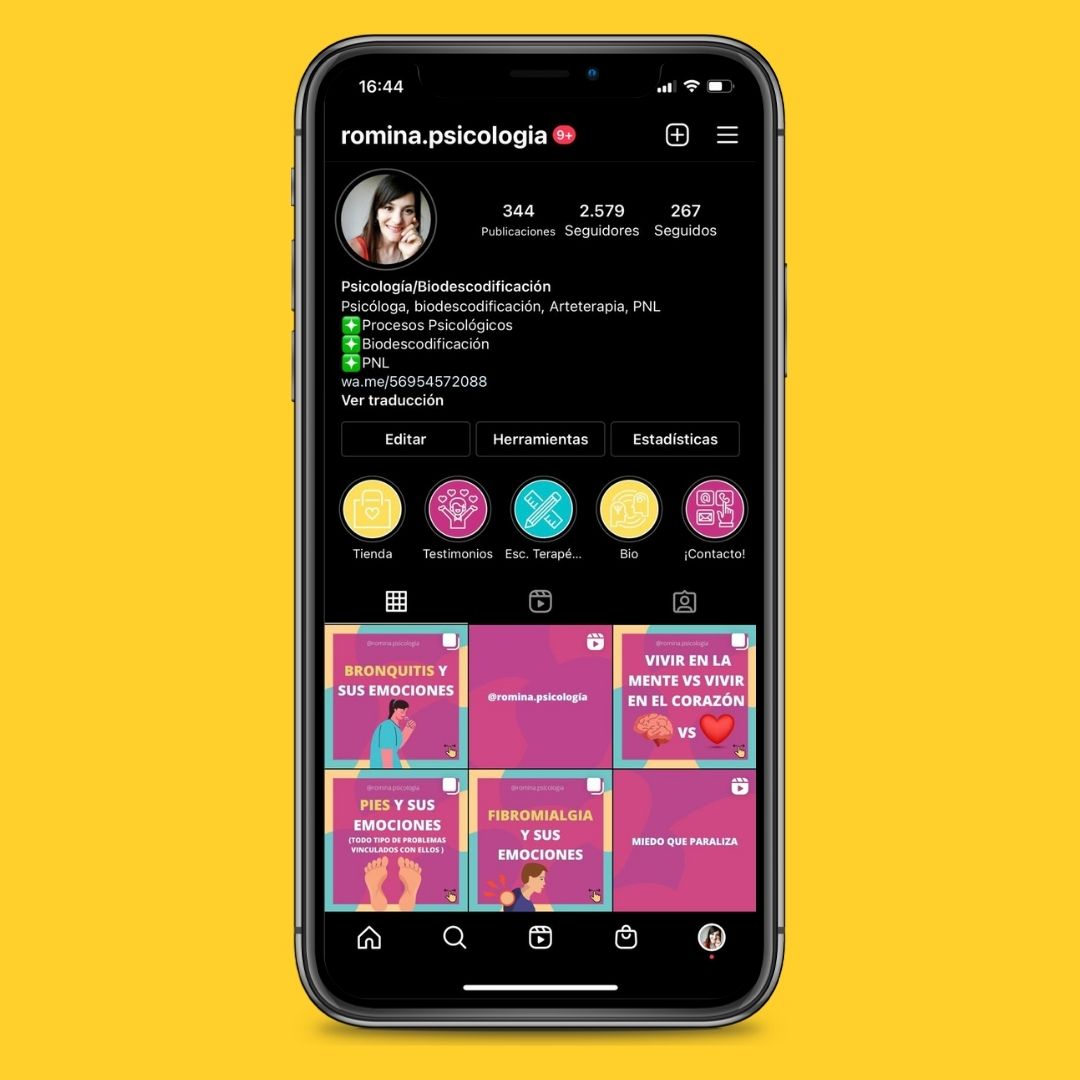 16:44
romina.psicologia 9+
344 2.579 267
Publicaciones Seguidores Seguidos
Psicología/Biodescodificación
Psicóloga, biodescodificación, Arteterapia, PNL
Procesos Psicológicos
Biodescodificación
PNL
wa.me/56954572088
Ver traducción
Editar Herramientas Estadísticas
Tienda Testimonios Esc. Terapé... Bio ¡Contacto!
@romina.psicologia
BRONQUITIS Y
SUS EMOCIONES
@romina.psicología
@romina.psicologia
VIVIR EN LA
MENTE VS VIVIR
EN EL CORAZÓN
VS
@romina.psicologia
PIES Y SUS
EMOCIONES
(TODO TIPO DE PROBLEMAS
VINCULADOS CON ELLOS )
@romina.psicologia
FIBROMIALGIA
Y SUS
EMOCIONES
MIEDO QUE PARALIZA